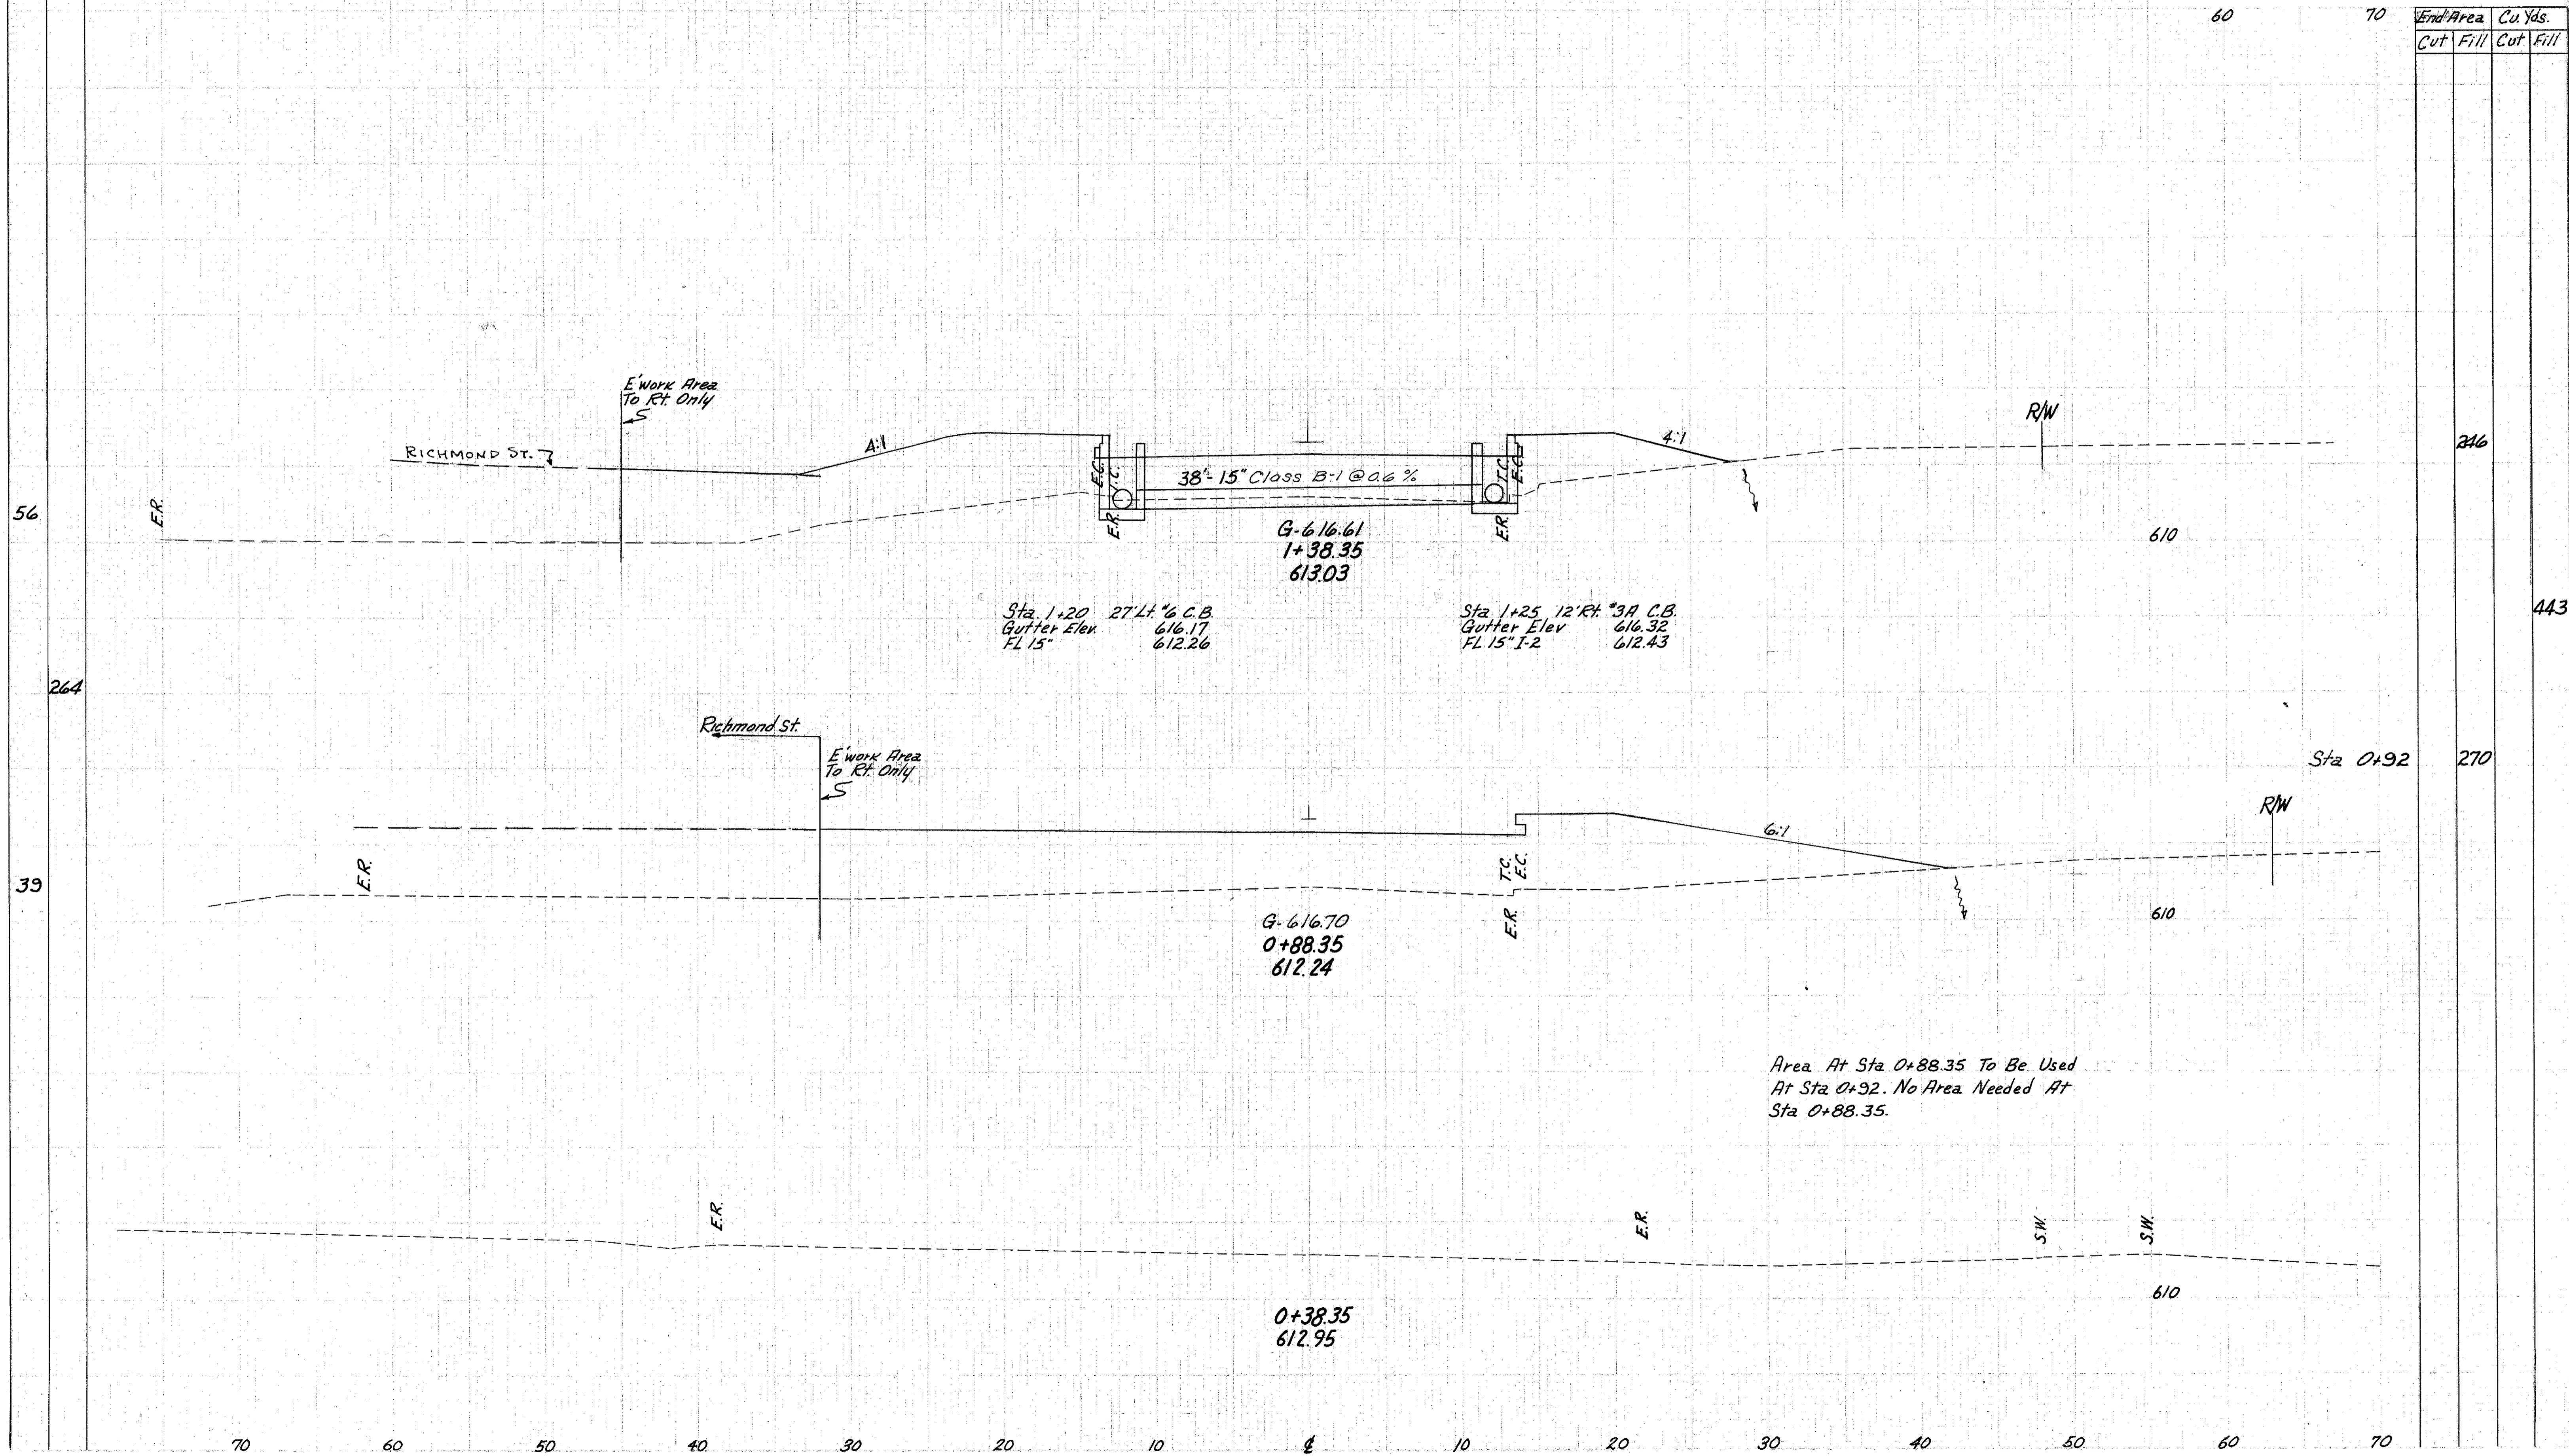 60 70 End Area Cu. Yds.
Cut Fill Cut Fill
E'work Area
To Rt. Only
RICHMOND ST.
4:1
4:1
R/W
246
E.C.
T.C.
T.C.
E.C.
38'-15" Class B-1 @ 0.6 %
56
E.R.
E.R.
E.R.
G-616.61
1+38.35
613.03
610
Sta. 1+20 27' Lt. #6 C.B.
Gutter Elev. 616.17
FL 15" 612.26
Sta. 1+25 12' Rt. #3A C.B.
Gutter Elev 616.32
FL 15" I-2 612.43
443
264
Richmond St.
E'work Area
To Rt. Only
Sta 0+92 270
R/W
6:1
39
E.R.
T.C.
E.C.
E.R.
G-616.70
0+88.35
612.24
610
Area At Sta 0+88.35 To Be Used
At Sta 0+92. No Area Needed At
Sta 0+88.35.
E.R.
E.R.
S.W.
S.W.
610
0+38.35
612.95
70 60 50 40 30 20 10 ℄ 10 20 30 40 50 60 70